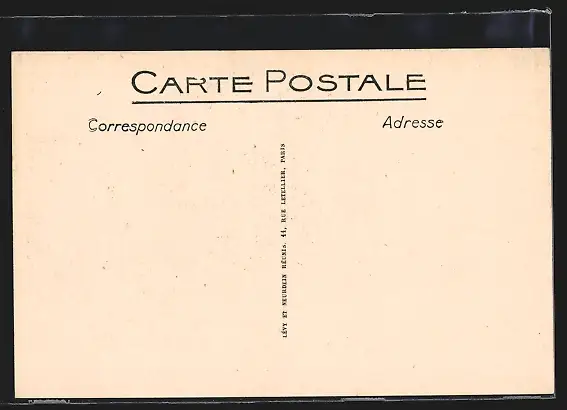 CARTE POSTALE
Correspondance
Adresse
LÉVY ET NEURDEIN RÉUNIS. 44, RUE LETELLIER, PARIS